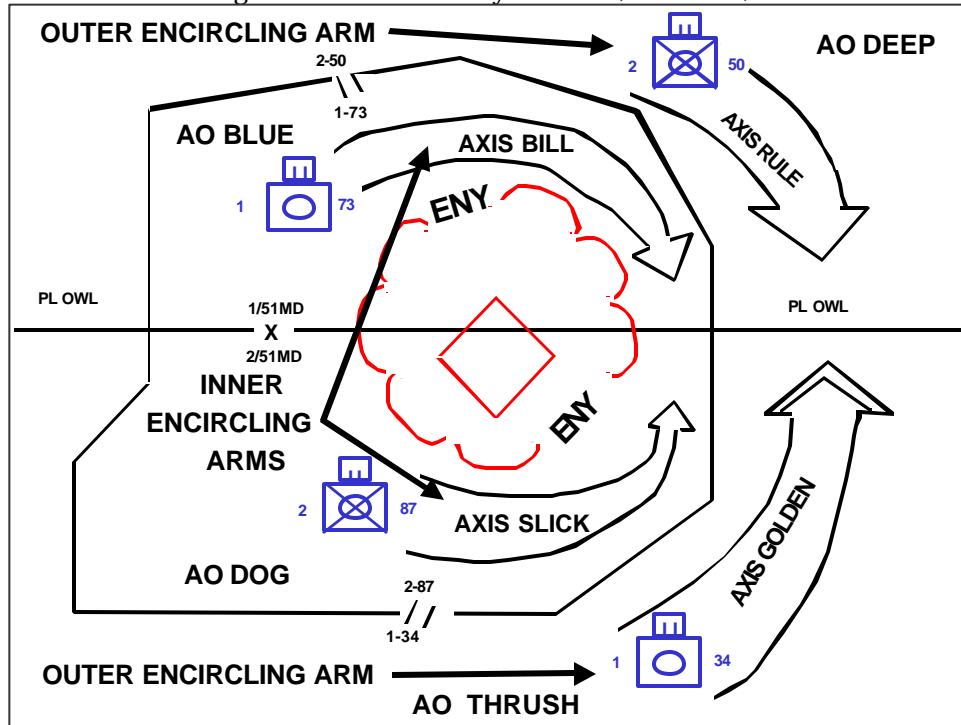 OUTER ENCIRCLING ARM
AO DEEP
2-50
2
50
1-73
AO BLUE
AXIS BILL
AXIS RULE
1
73
ENY
PL OWL
1/51MD
X
2/51MD
PL OWL
INNER
ENCIRCLING
ARMS
ENY
2
87
AXIS SLICK
AXIS GOLDEN
AO DOG
2-87
1-34
1
34
OUTER ENCIRCLING ARM
AO THRUSH